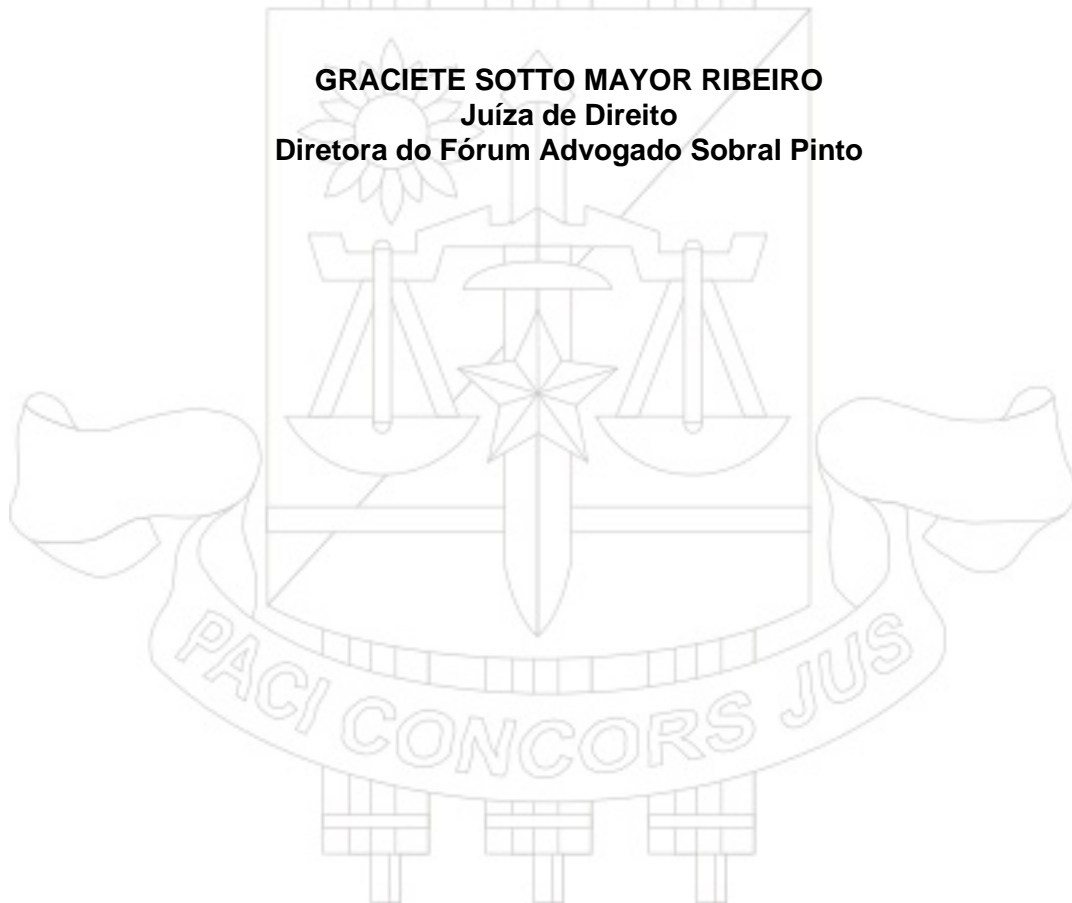 GRACIETE SOTTO MAYOR RIBEIRO
Juíza de Direito
Diretora do Fórum Advogado Sobral Pinto
PACI CONCORS JUS